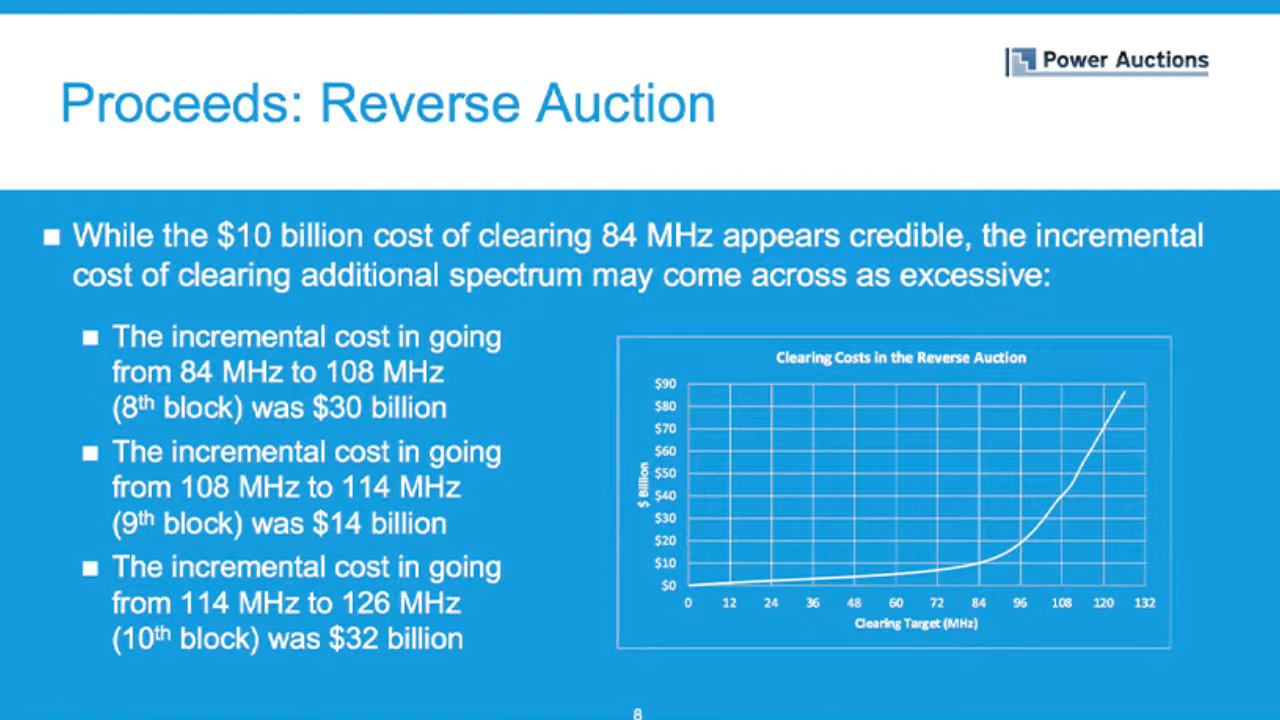 Power Auctions
Proceeds: Reverse Auction
While the $10 billion cost of clearing 84 MHz appears credible, the incremental
cost of clearing additional spectrum may come across as excessive:
The incremental cost in going
from 84 MHz to 108 MHz
(8th block) was $30 billion
The incremental cost in going
from 108 MHz to 114 MHz
(9th block) was $14 billion
The incremental cost in going
from 114 MHz to 126 MHz
(10th block) was $32 billion
Clearing Costs in the Reverse Auction
$90
$80
$70
$60
$50
$40
$30
$20
$10
$0
$ Billion
0 12 24 36 48 60 72 84 96 108 120 132
Clearing Target (MHz)
8